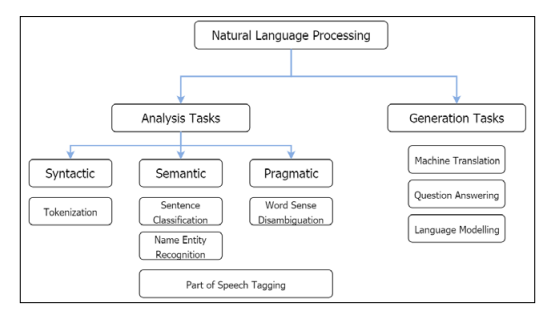 Natural Language Processing
Analysis Tasks
Generation Tasks
Syntactic
Semantic
Pragmatic
Machine Translation
Tokenization
Sentence
Classification
Word Sense
Disambiguation
Question Answering
Name Entity
Recognition
Language Modelling
Part of Speech Tagging